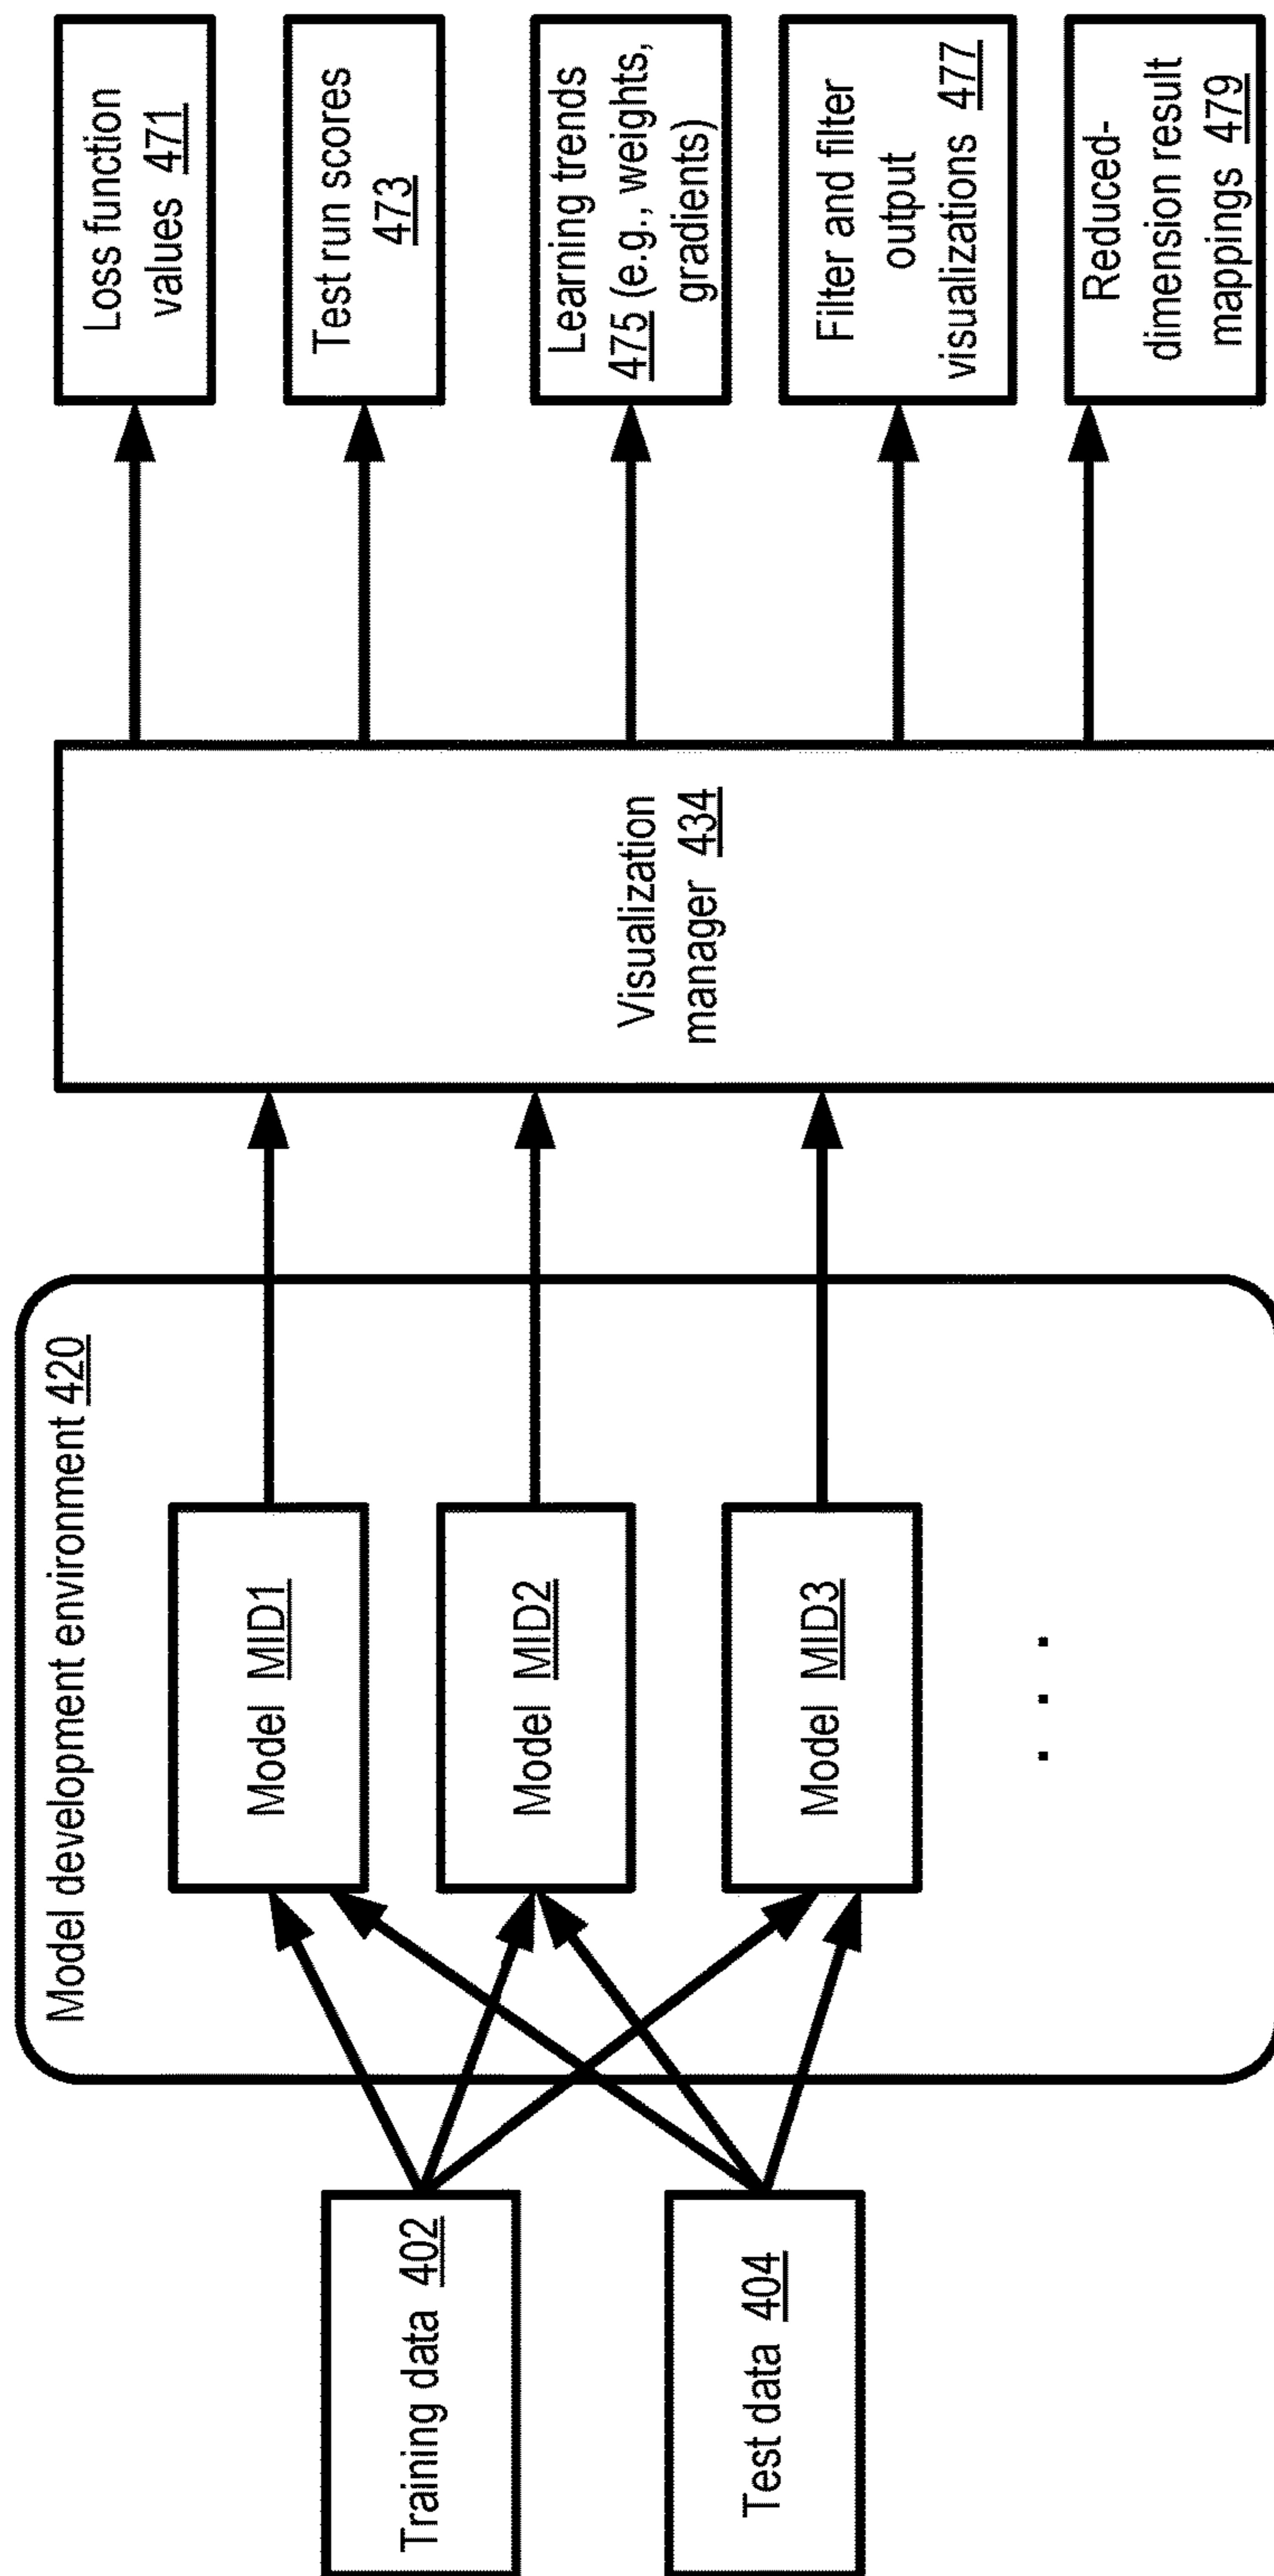 Training data 402
Test data 404
Model development environment 420
Model MID1
Model MID2
Model MID3
. . .
Visualization
manager 434
Loss function
values 471
Test run scores
473
Learning trends
475 (e.g., weights,
gradients)
Filter and filter
output
visualizations 477
Reduced-
dimension result
mappings 479